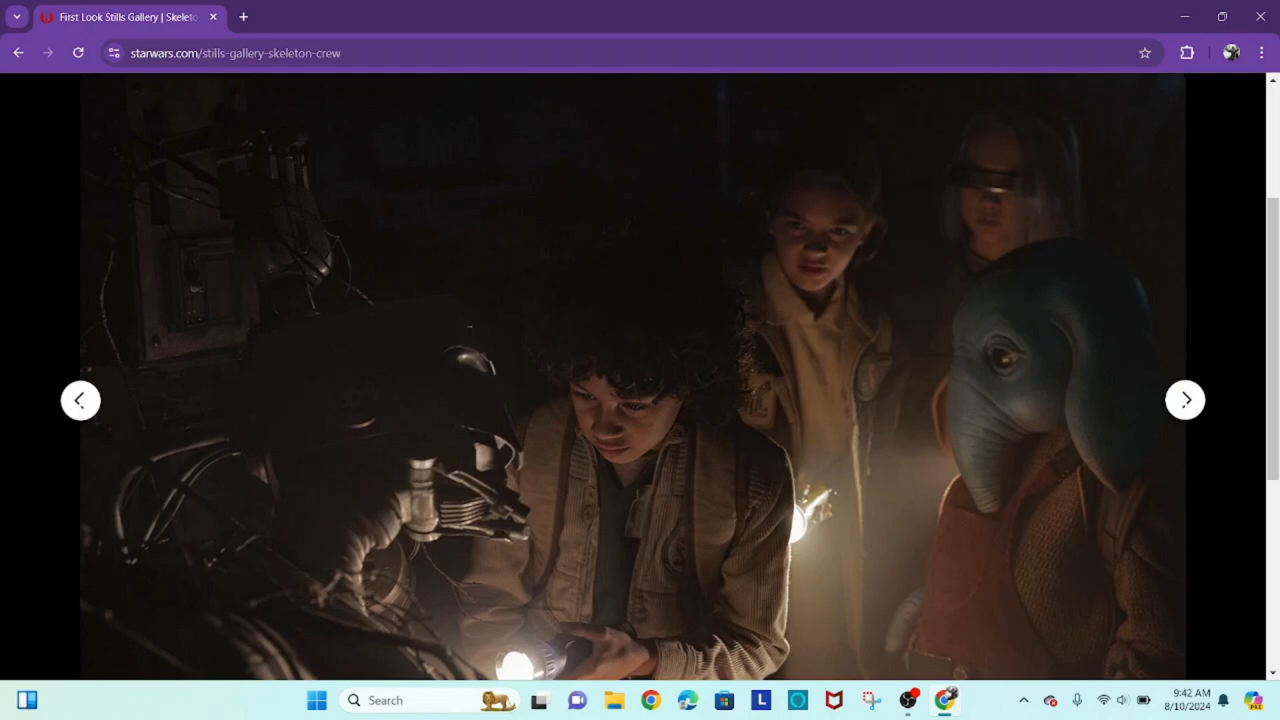 First Look Stills Gallery | Skeleto
starwars.com/stills-gallery-skeleton-crew
Search
9:42 AM
8/10/2024